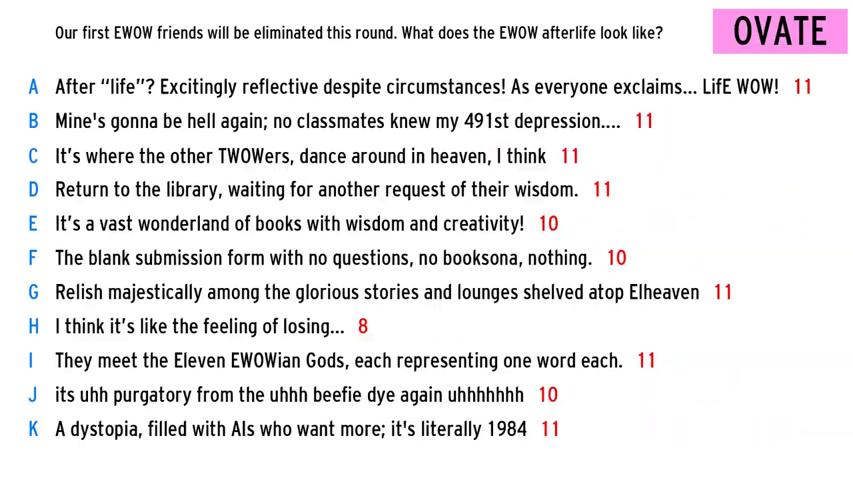 Our first EWOW friends will be eliminated this round. What does the EWOW afterlife look like?
OVATE
A After “life”? Excitingly reflective despite circumstances! As everyone exclaims... LifE WOW! 11
B Mine's gonna be hell again; no classmates knew my 491st depression.... 11
C It’s where the other TWOWers, dance around in heaven, I think 11
D Return to the library, waiting for another request of their wisdom. 11
E It’s a vast wonderland of books with wisdom and creativity! 10
F The blank submission form with no questions, no booksona, nothing. 10
G Relish majestically among the glorious stories and lounges shelved atop Elheaven 11
H I think it’s like the feeling of losing... 8
I They meet the Eleven EWOWian Gods, each representing one word each. 11
J its uhh purgatory from the uhhh beefie dye again uhhhhhhh 10
K A dystopia, filled with AIs who want more; it's literally 1984 11